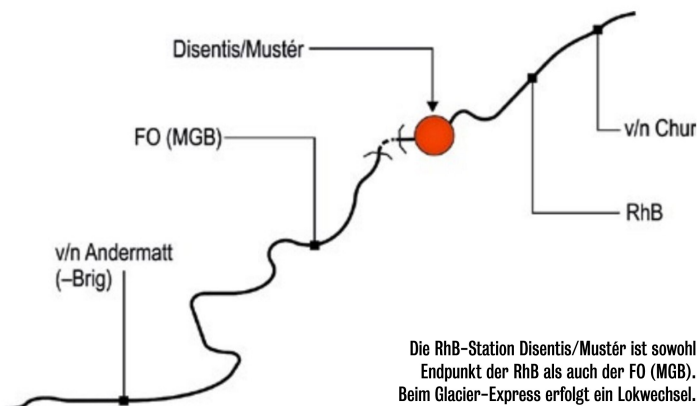 Disentis/Mustér
FO (MGB)
v/n Chur
RhB
v/n Andermatt
(–Brig)
Die RhB-Station Disentis/Mustér ist sowohl
Endpunkt der RhB als auch der FO (MGB).
Beim Glacier-Express erfolgt ein Lokwechsel.